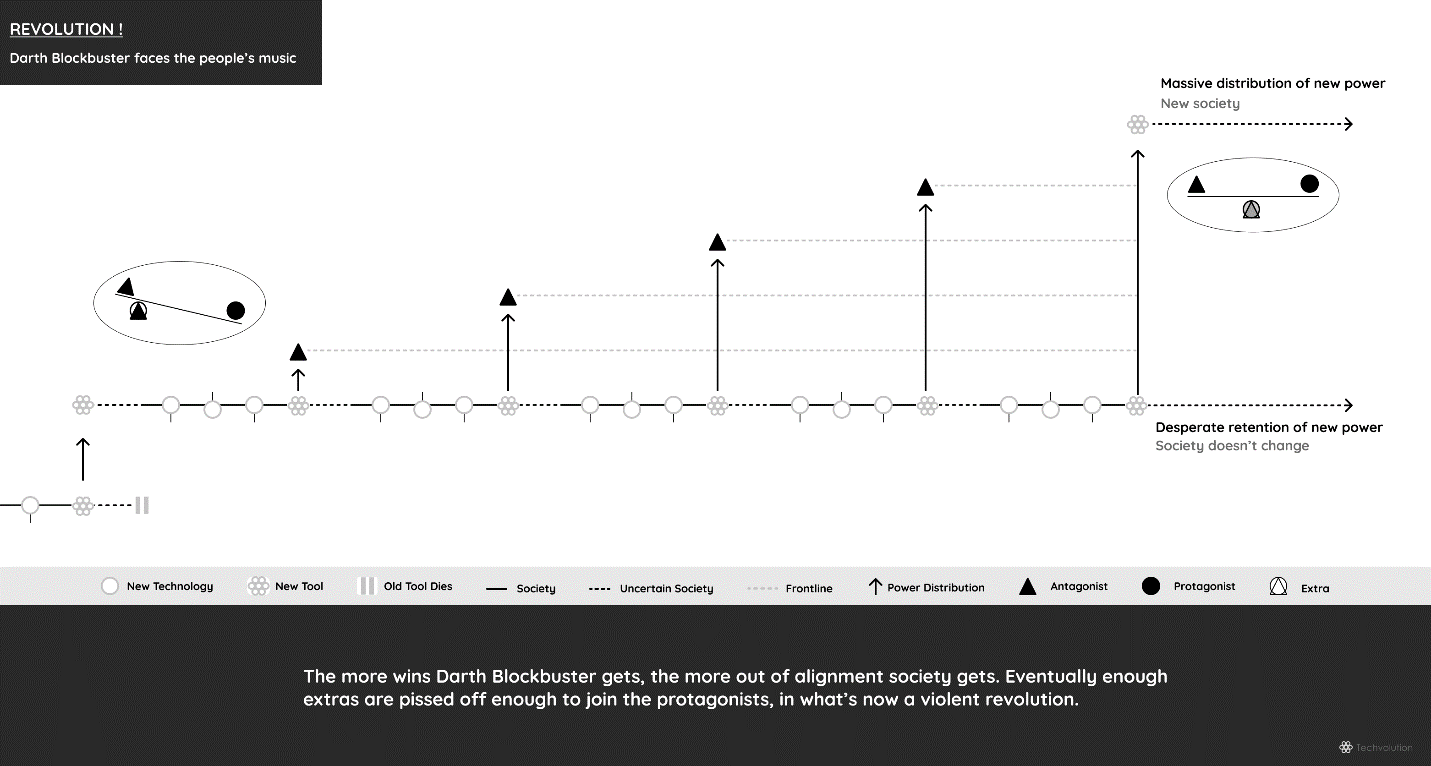 REVOLUTION !
Darth Blockbuster faces the people's music
Massive distribution of new power
New society
Desperate retention of new power
Society doesn't change
New Technology
New Tool
Old Tool Dies
Society
Uncertain Society
Frontline
Power Distribution
Antagonist
Protagonist
Extra
The more wins Darth Blockbuster gets, the more out of alignment society gets. Eventually enough
extras are pissed off enough to join the protagonists, in what's now a violent revolution.
Techvolution